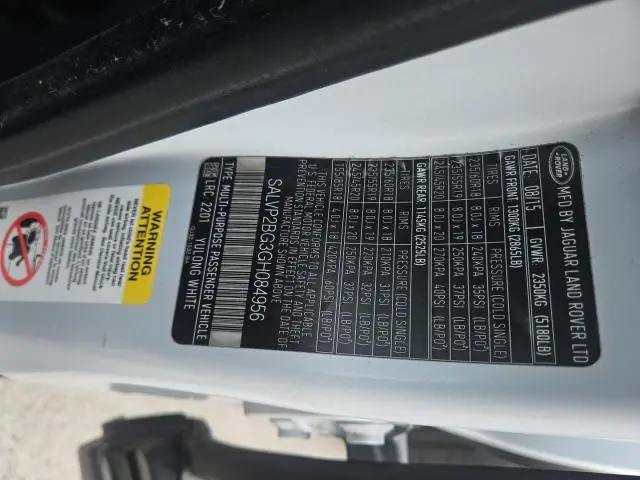 LAND
ROVER
MFD BY JAGUAR LAND ROVER LTD
DATE: 08/15 GVWR 2350KG (5180LB)
GAWR FRONT: 1300KG (2865LB)
TIRES RIMS PRESSURE (COLD SINGLE)
235/60R18 8.0J x 18 240KPA 35PSI (LB/PO²)
235/55R19 8.0J x 19 250KPA 37PSI (LB/PO²)
245/45R20 8.0J x 20 270KPA 40PSI (LB/PO²)
GAWR REAR: 1145KG (2525LB)
TIRES RIMS PRESSURE (COLD SINGLE)
235/60R18 8.0J x 18 210KPA 31PSI (LB/PO²)
235/55R19 8.0J x 19 220KPA 32PSI (LB/PO²)
245/45R20 8.0J x 20 250KPA 37PSI (LB/PO²)
155/85R18 4.0J x 18 420KPA 60PSI (LB/PO²)
THIS VEHICLE CONFORMS TO ALL APPLICABLE
U.S. FEDERAL MOTOR VEHICLE SAFETY AND THEFT
PREVENTION STANDARDS IN EFFECT ON THE DATE OF
MANUFACTURE SHOWN ABOVE
SALVP2BG3GH084956
TYPE: MULTI-PURPOSE PASSENGER VEHICLE
LRC 2201 YULONG WHITE
WARNING